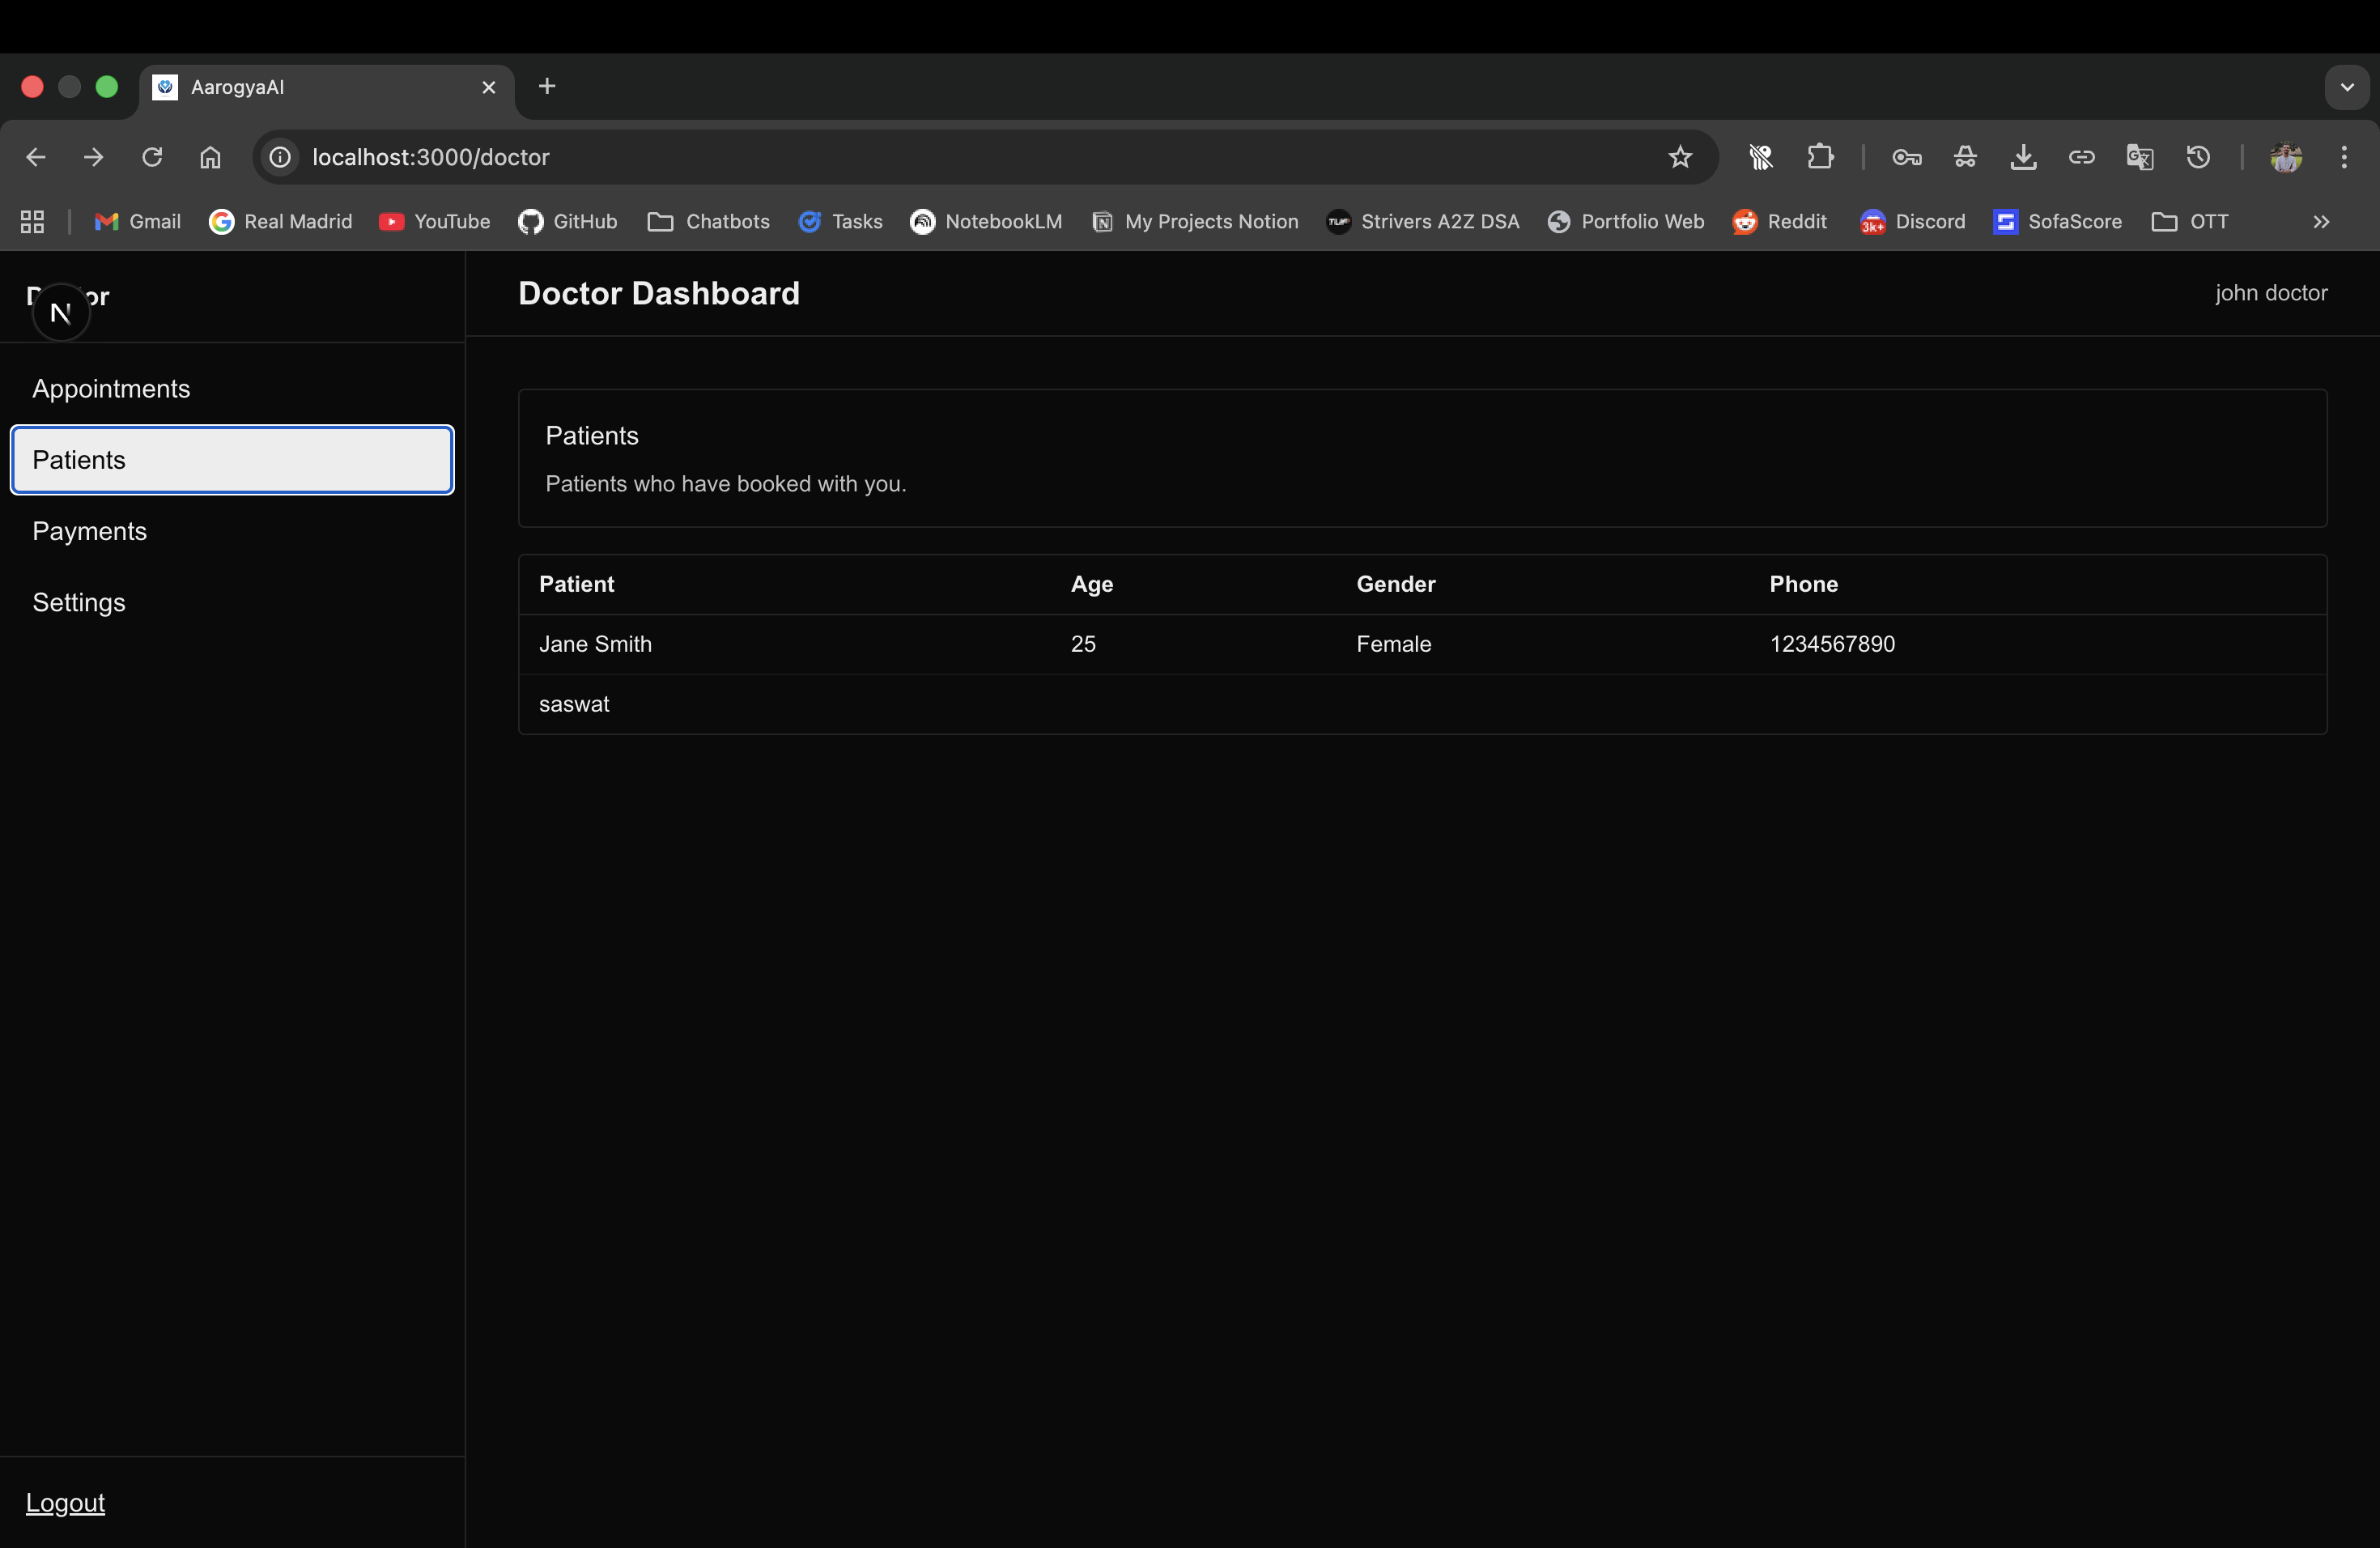 AarogyaAI
localhost:3000/doctor
Gmail Real Madrid YouTube GitHub Chatbots Tasks NotebookLM My Projects Notion Strivers A2Z DSA Portfolio Web Reddit 3k+ Discord SofaScore OTT
N
Doctor Dashboard john doctor
Appointments
Patients
Payments
Settings
Logout
Patients
Patients who have booked with you.
Patient Age Gender Phone
Jane Smith 25 Female 1234567890
saswat